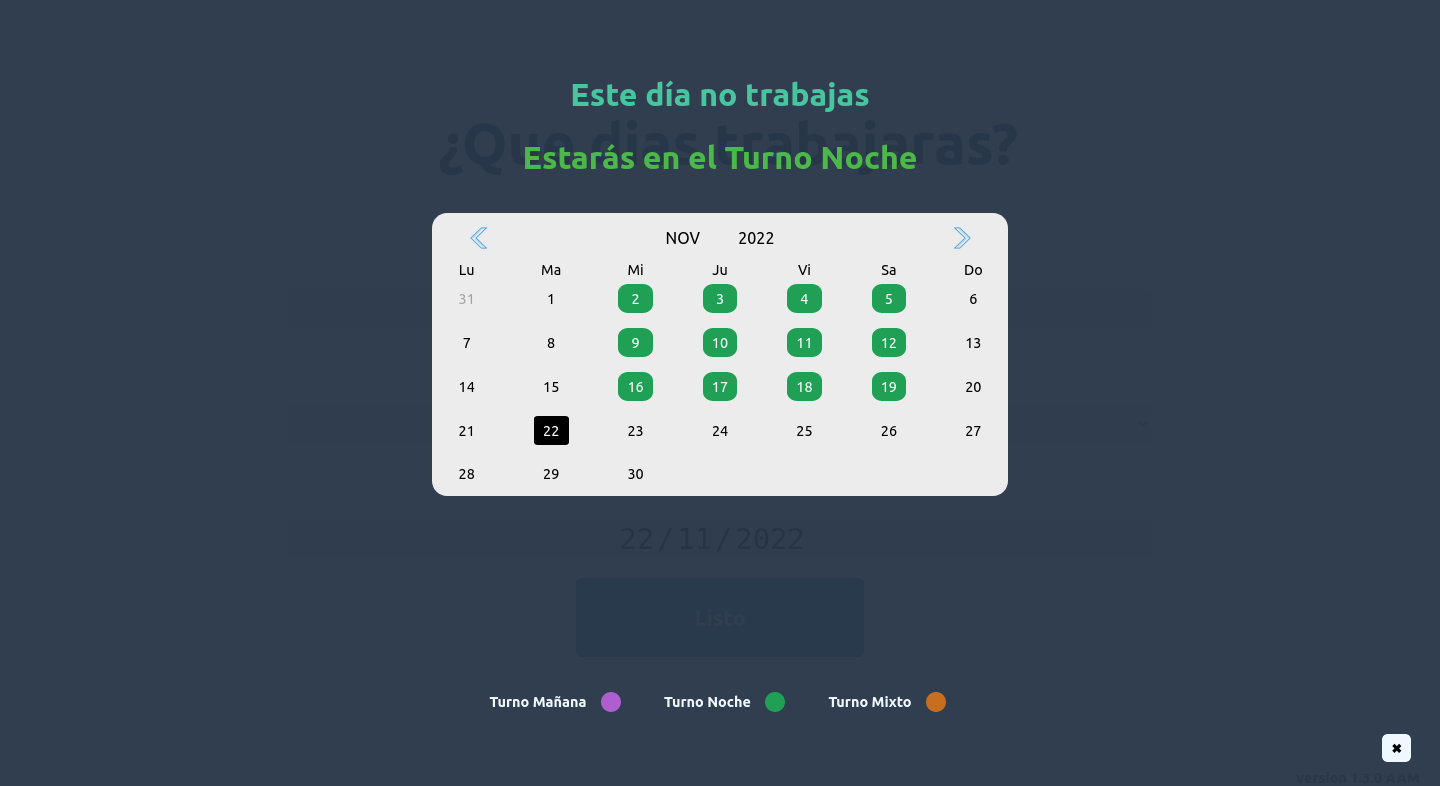 Este día no trabajas
¿Que dias trabajaras?
Estarás en el Turno Noche
NOV 2022
Lu Ma Mi Ju Vi Sa Do
31 1 2 3 4 5 6
7 8 9 10 11 12 13
14 15 16 17 18 19 20
21 22 23 24 25 26 27
28 29 30
22/11/2022
Listo
Turno Mañana Turno Noche Turno Mixto
version 1.3.0 AAM